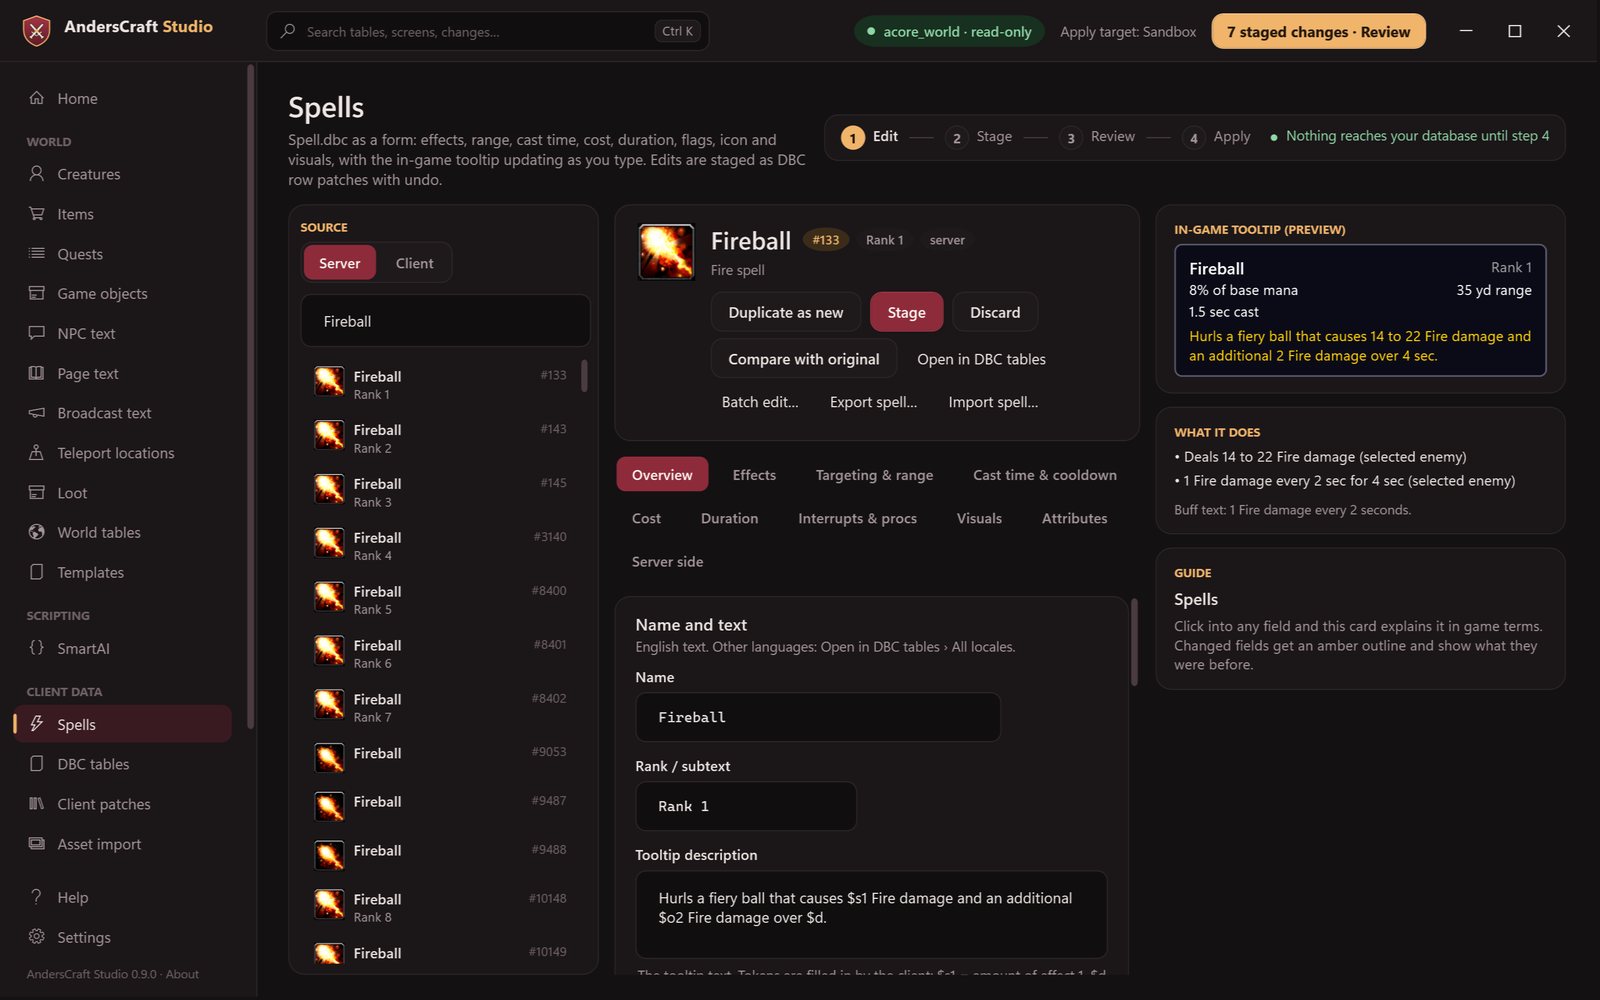 AndersCraft Studio
Search tables, screens, changes...
Ctrl K
acore_world · read-only
Apply target: Sandbox
7 staged changes · Review
Home
WORLD
Creatures
Items
Quests
Game objects
NPC text
Page text
Broadcast text
Teleport locations
Loot
World tables
Templates
SCRIPTING
SmartAI
CLIENT DATA
Spells
DBC tables
Client patches
Asset import
Help
Settings
AndersCraft Studio 0.9.0 · About
Spells
Spell.dbc as a form: effects, range, cast time, cost, duration, flags, icon and
visuals, with the in-game tooltip updating as you type. Edits are staged as DBC
row patches with undo.
1 Edit
2 Stage
3 Review
4 Apply
Nothing reaches your database until step 4
SOURCE
Server
Client
Fireball
Fireball #133
Rank 1
Fireball #143
Rank 2
Fireball #145
Rank 3
Fireball #3140
Rank 4
Fireball #8400
Rank 5
Fireball #8401
Rank 6
Fireball #8402
Rank 7
Fireball #9053
Fireball #9487
Fireball #9488
Fireball #10148
Rank 8
Fireball #10149
Fireball #133 Rank 1 server
Fire spell
Duplicate as new
Stage
Discard
Compare with original
Open in DBC tables
Batch edit...
Export spell...
Import spell...
Overview
Effects
Targeting & range
Cast time & cooldown
Cost
Duration
Interrupts & procs
Visuals
Attributes
Server side
Name and text
English text. Other languages: Open in DBC tables › All locales.
Name
Fireball
Rank / subtext
Rank 1
Tooltip description
Hurls a fiery ball that causes $s1 Fire damage and an additional
$o2 Fire damage over $d.
The tooltip text. Tokens are filled in by the client: $s1 = amount of effect 1, $d
IN-GAME TOOLTIP (PREVIEW)
Fireball Rank 1
8% of base mana 35 yd range
1.5 sec cast
Hurls a fiery ball that causes 14 to 22 Fire damage and
an additional 2 Fire damage over 4 sec.
WHAT IT DOES
• Deals 14 to 22 Fire damage (selected enemy)
• 1 Fire damage every 2 sec for 4 sec (selected enemy)
Buff text: 1 Fire damage every 2 seconds.
GUIDE
Spells
Click into any field and this card explains it in game terms.
Changed fields get an amber outline and show what they
were before.